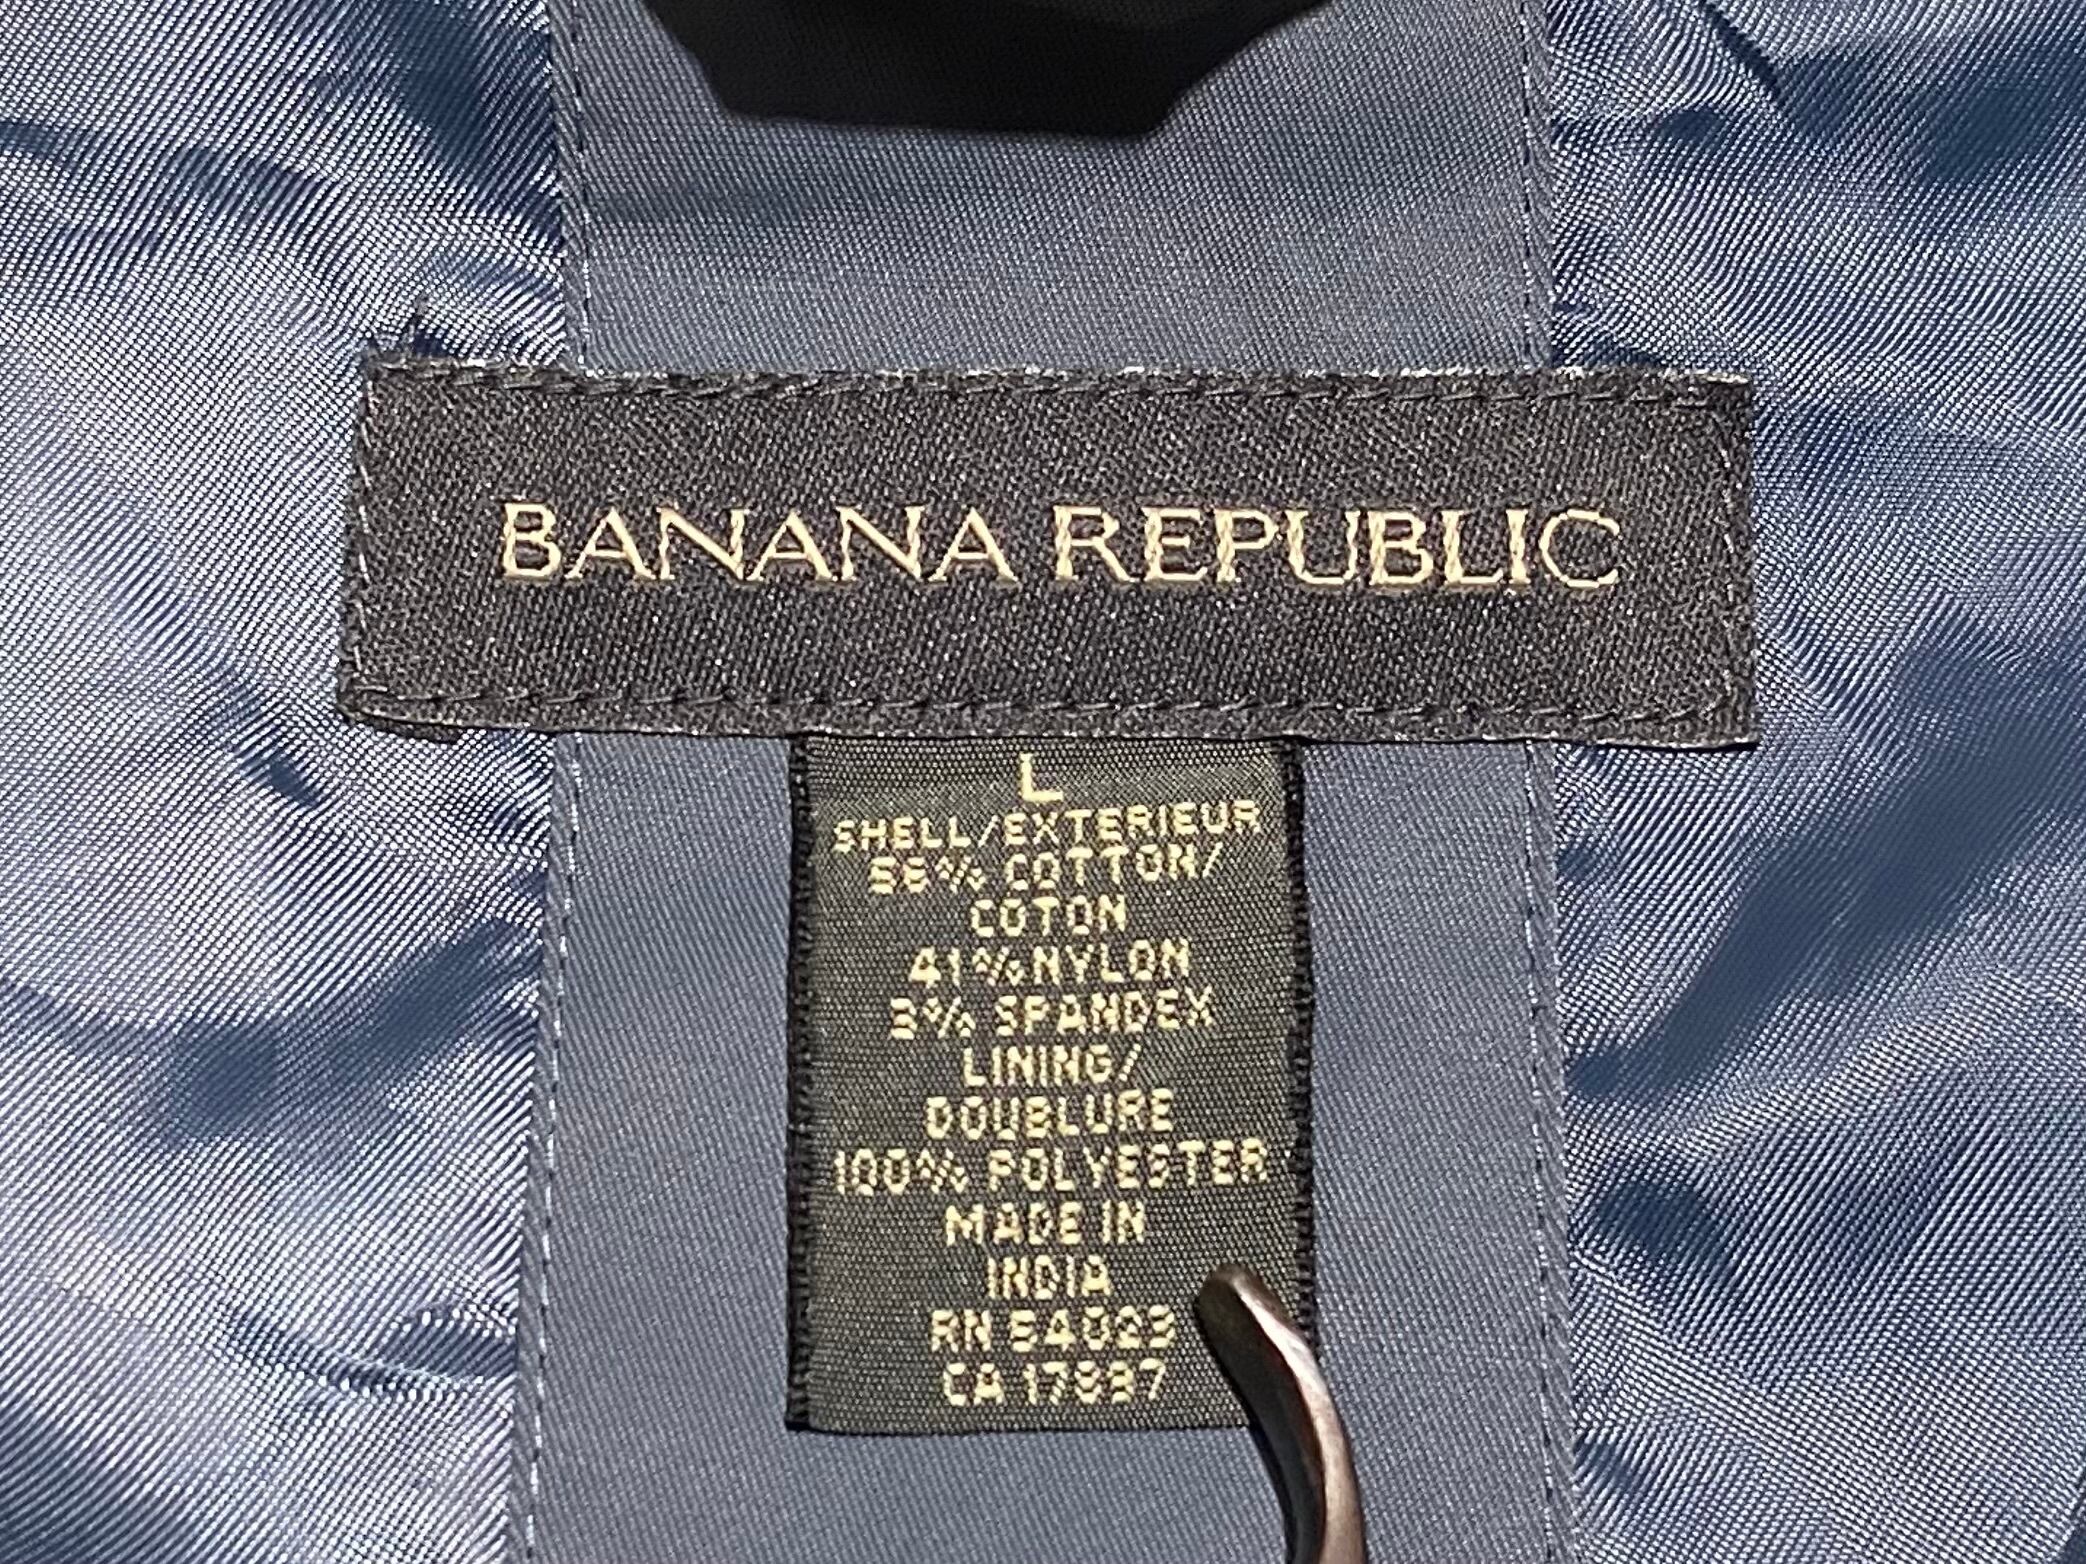 BANANA REPUBLIC
L
SHELL/EXTERIEUR
56% COTTON/
COTON
41% NYLON
3% SPANDEX
LINING/
DOUBLURE
100% POLYESTER
MADE IN
INDIA
RN 54023
CA 17897